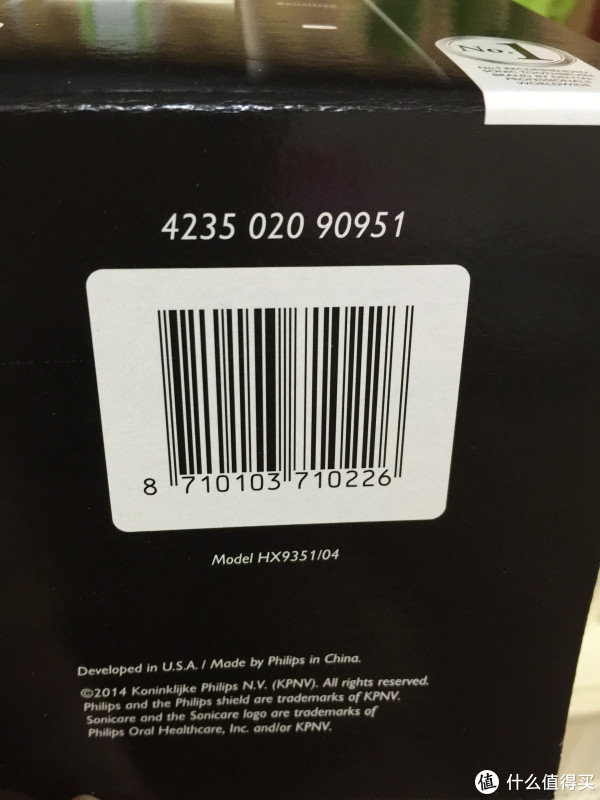 No.1
WORLDWIDE
4235 020 90951
8 710103 710226
Model HX9351/04
Developed in U.S.A. / Made by Philips in China.
©2014 Koninklijke Philips N.V. (KPNV). All rights reserved.
Philips and the Philips shield are trademarks of KPNV.
Sonicare and the Sonicare logo are trademarks of
Philips Oral Healthcare, Inc. and/or KPNV.
值 什么值得买